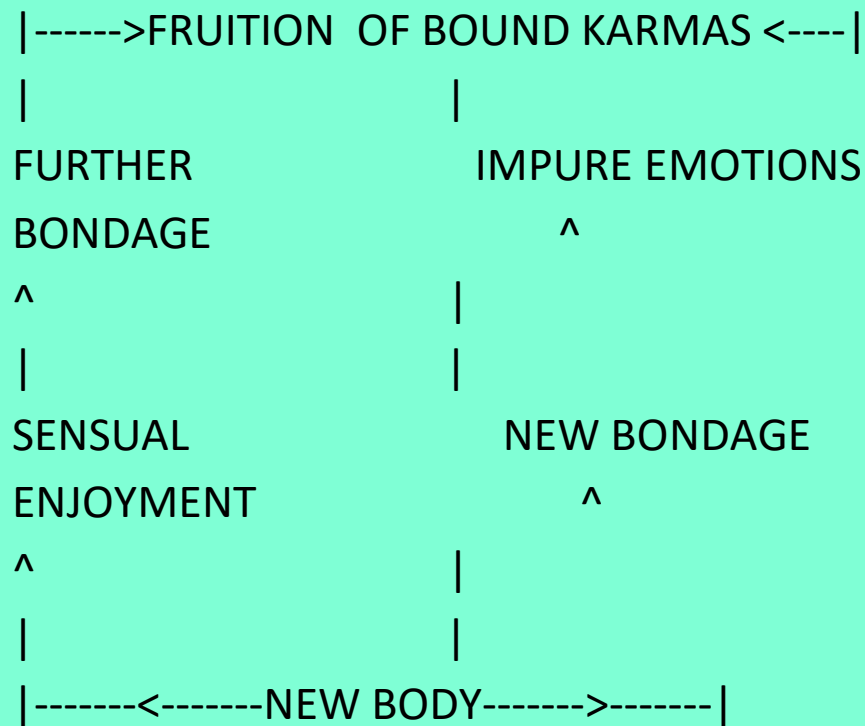 |------>FRUITION  OF BOUND KARMAS <----|
|                                    |
FURTHER                       IMPURE EMOTIONS
BONDAGE                             ^
^                                    |
|                                    |
SENSUAL                         NEW BONDAGE
ENJOYMENT                          ^
^                                  |
|                                    |
|-------<-------NEW BODY------->-------|